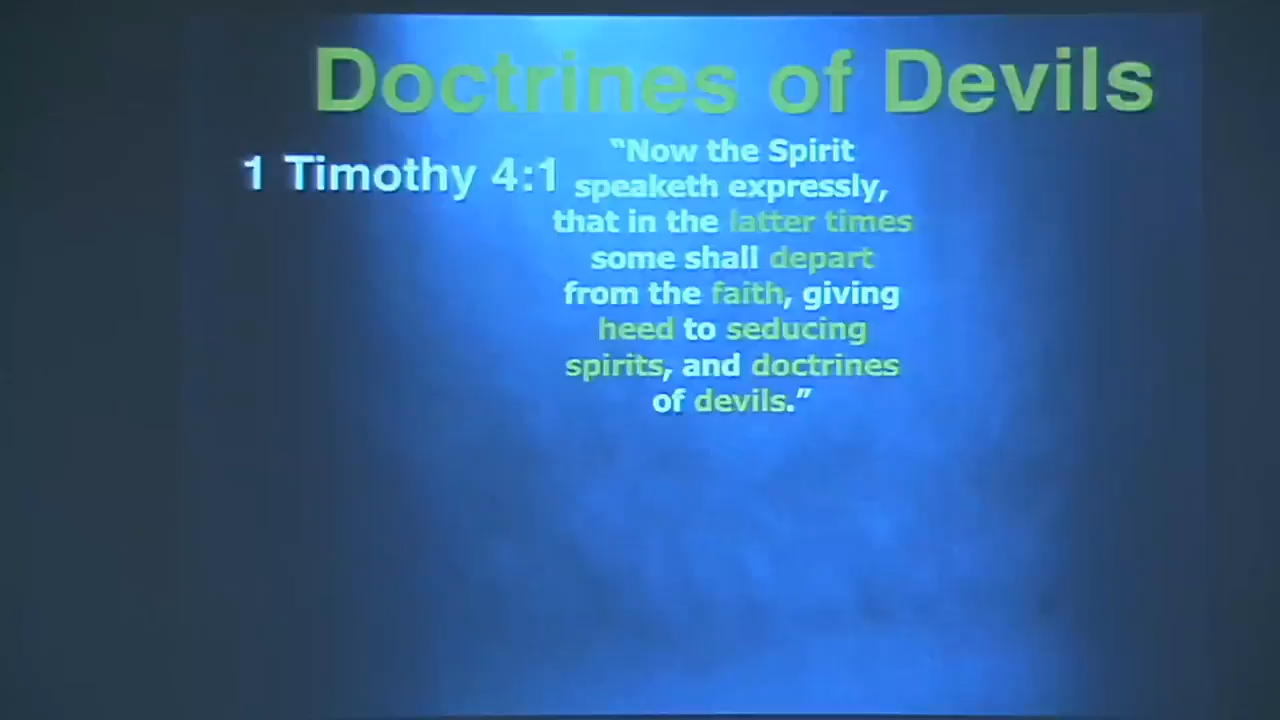 Doctrines of Devils
1 Timothy 4:1
“Now the Spirit
speaketh expressly,
that in the latter times
some shall depart
from the faith, giving
heed to seducing
spirits, and doctrines
of devils.”